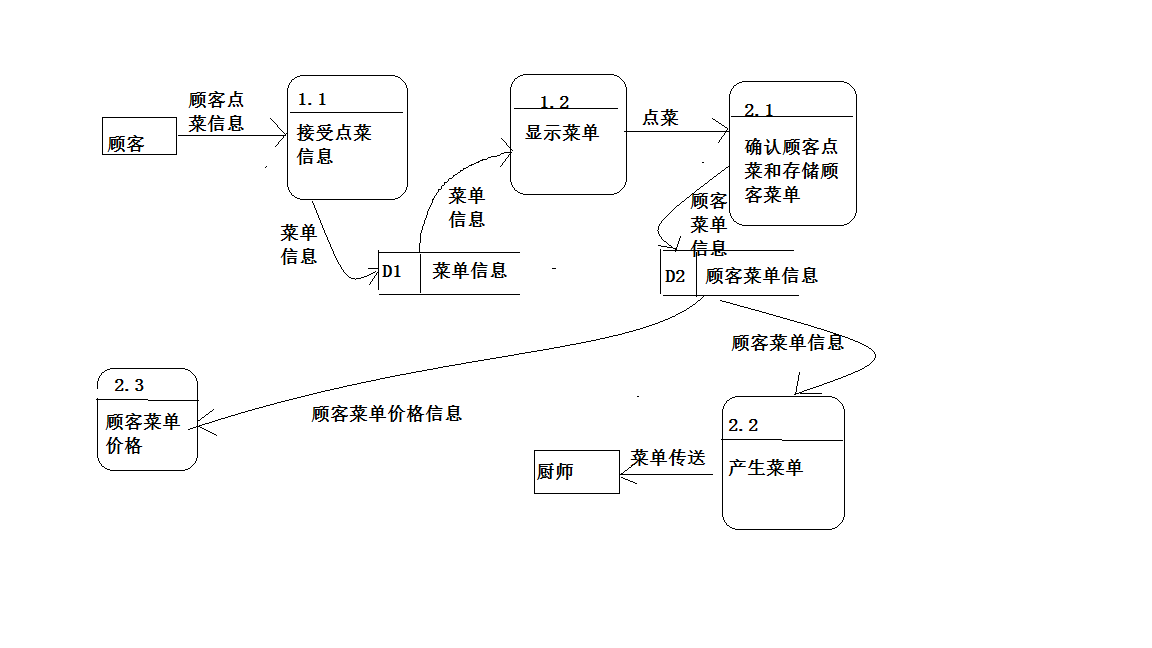 顾客
顾客点
菜信息
1.1
接受点菜
信息
菜单
信息
D1
菜单信息
菜单
信息
1.2
显示菜单
点菜
2.1
确认顾客点
菜和存储顾
客菜单
顾客
菜单
信息
D2
顾客菜单信息
顾客菜单信息
2.3
顾客菜单
价格
顾客菜单价格信息
厨师
菜单传送
2.2
产生菜单